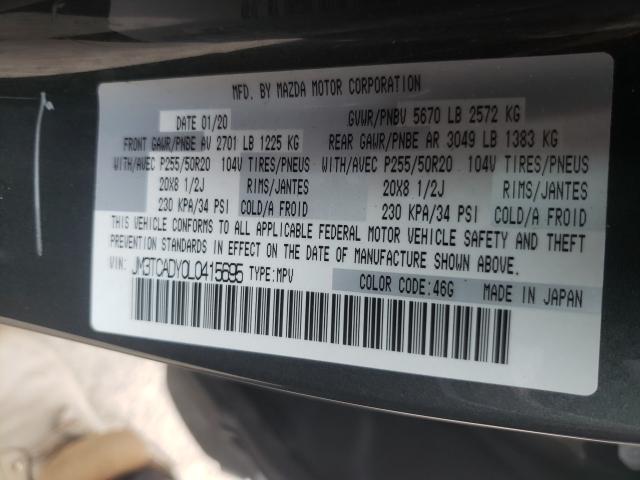 MFD. BY MAZDA MOTOR CORPORATION
DATE 01/20 GVWR/PNBV 5670 LB 2572 KG
FRONT GAWR/PNBE AV 2701 LB 1225 KG REAR GAWR/PNBE AR 3049 LB 1383 KG
WITH/AVEC P255/50R20 104V TIRES/PNEUS WITH/AVEC P255/50R20 104V TIRES/PNEUS
20X8 1/2J RIMS/JANTES 20X8 1/2J RIMS/JANTES
230 KPA/34 PSI COLD/A FROID 230 KPA/34 PSI COLD/A FROID
THIS VEHICLE CONFORMS TO ALL APPLICABLE FEDERAL MOTOR VEHICLE SAFETY AND THEFT
PREVENTION STANDARDS IN EFFECT ON THE DATE OF MANUFACTURE SHOWN ABOVE.
VIN: JM3TCADY0L0415695 TYPE:MPV COLOR CODE:46G MADE IN JAPAN